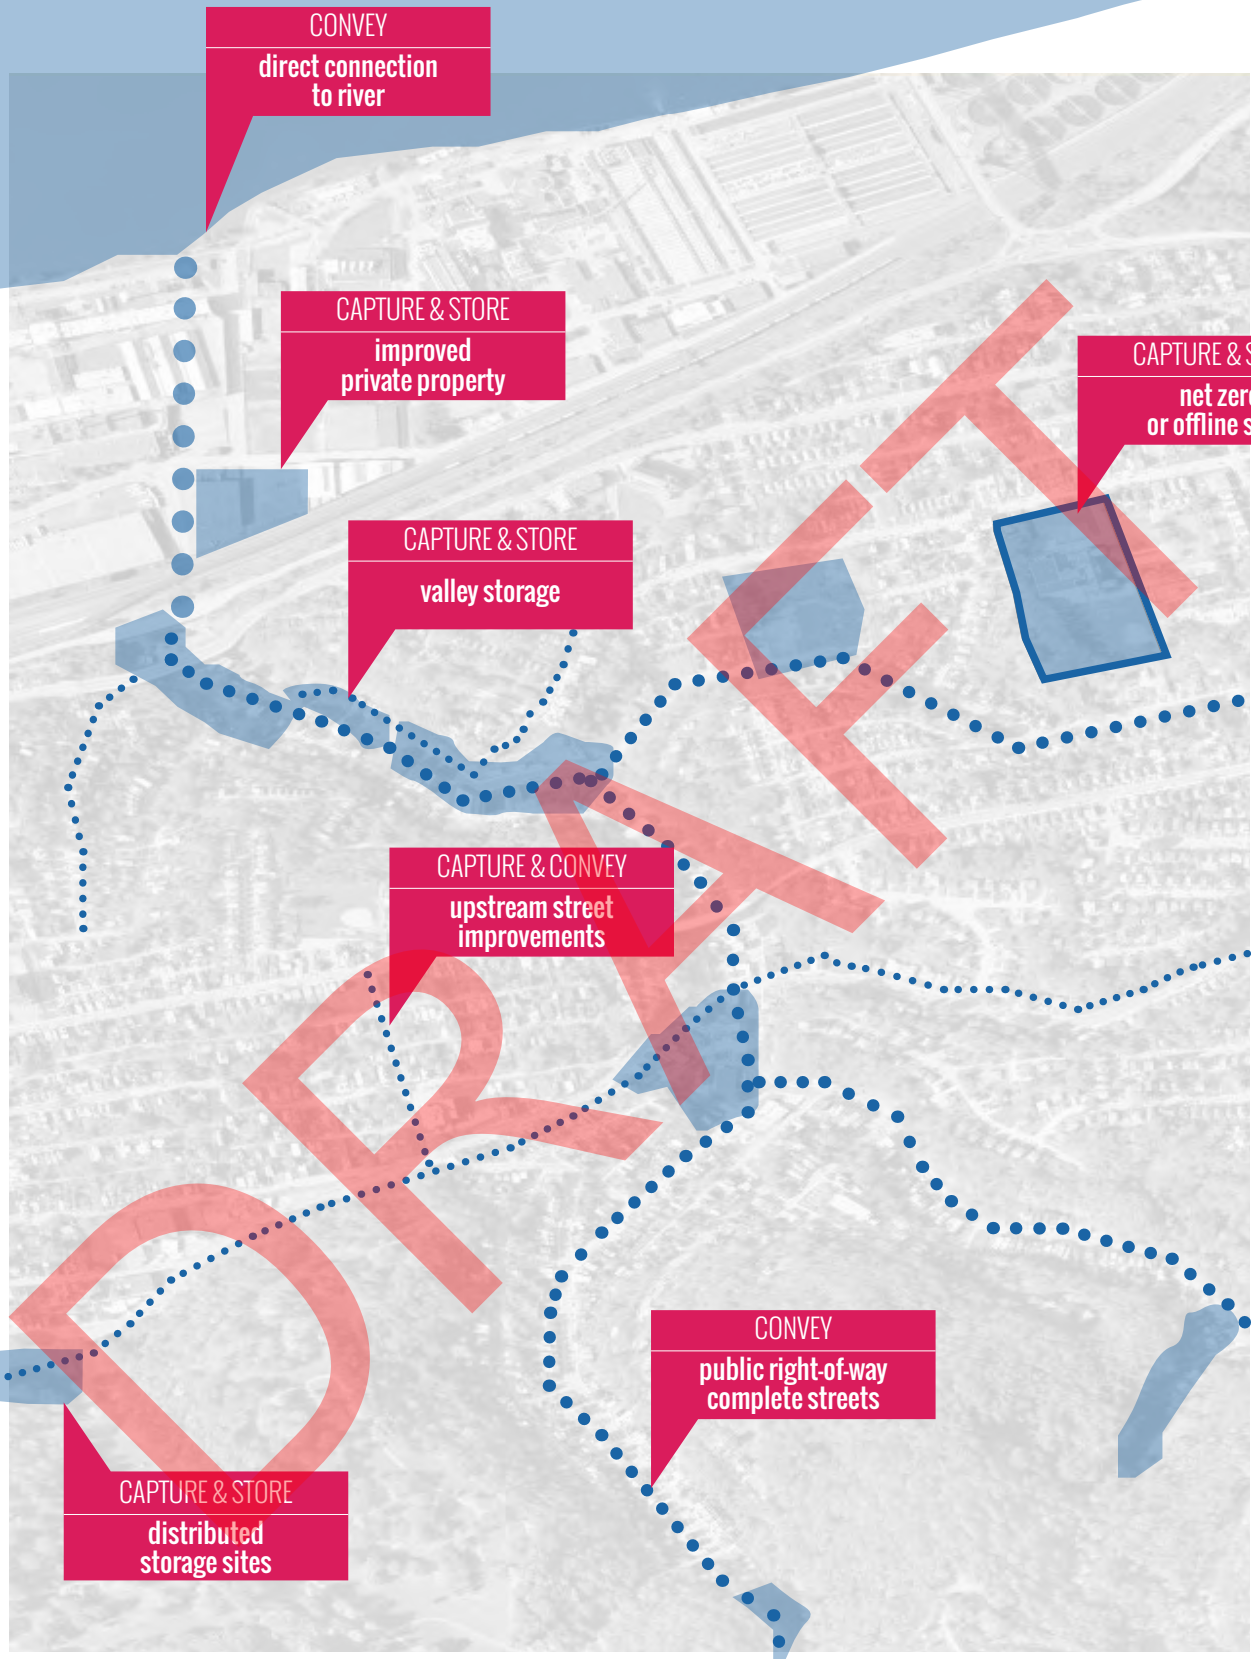 CONVEY
direct connection
to river
CAPTURE & STORE
improved
private property
CAPTURE & S
net zer
or offline s
CAPTURE & STORE
valley storage
CAPTURE & CONVEY
upstream street
improvements
DRAFT
CONVEY
public right-of-way
complete streets
CAPTURE & STORE
distributed
storage sites